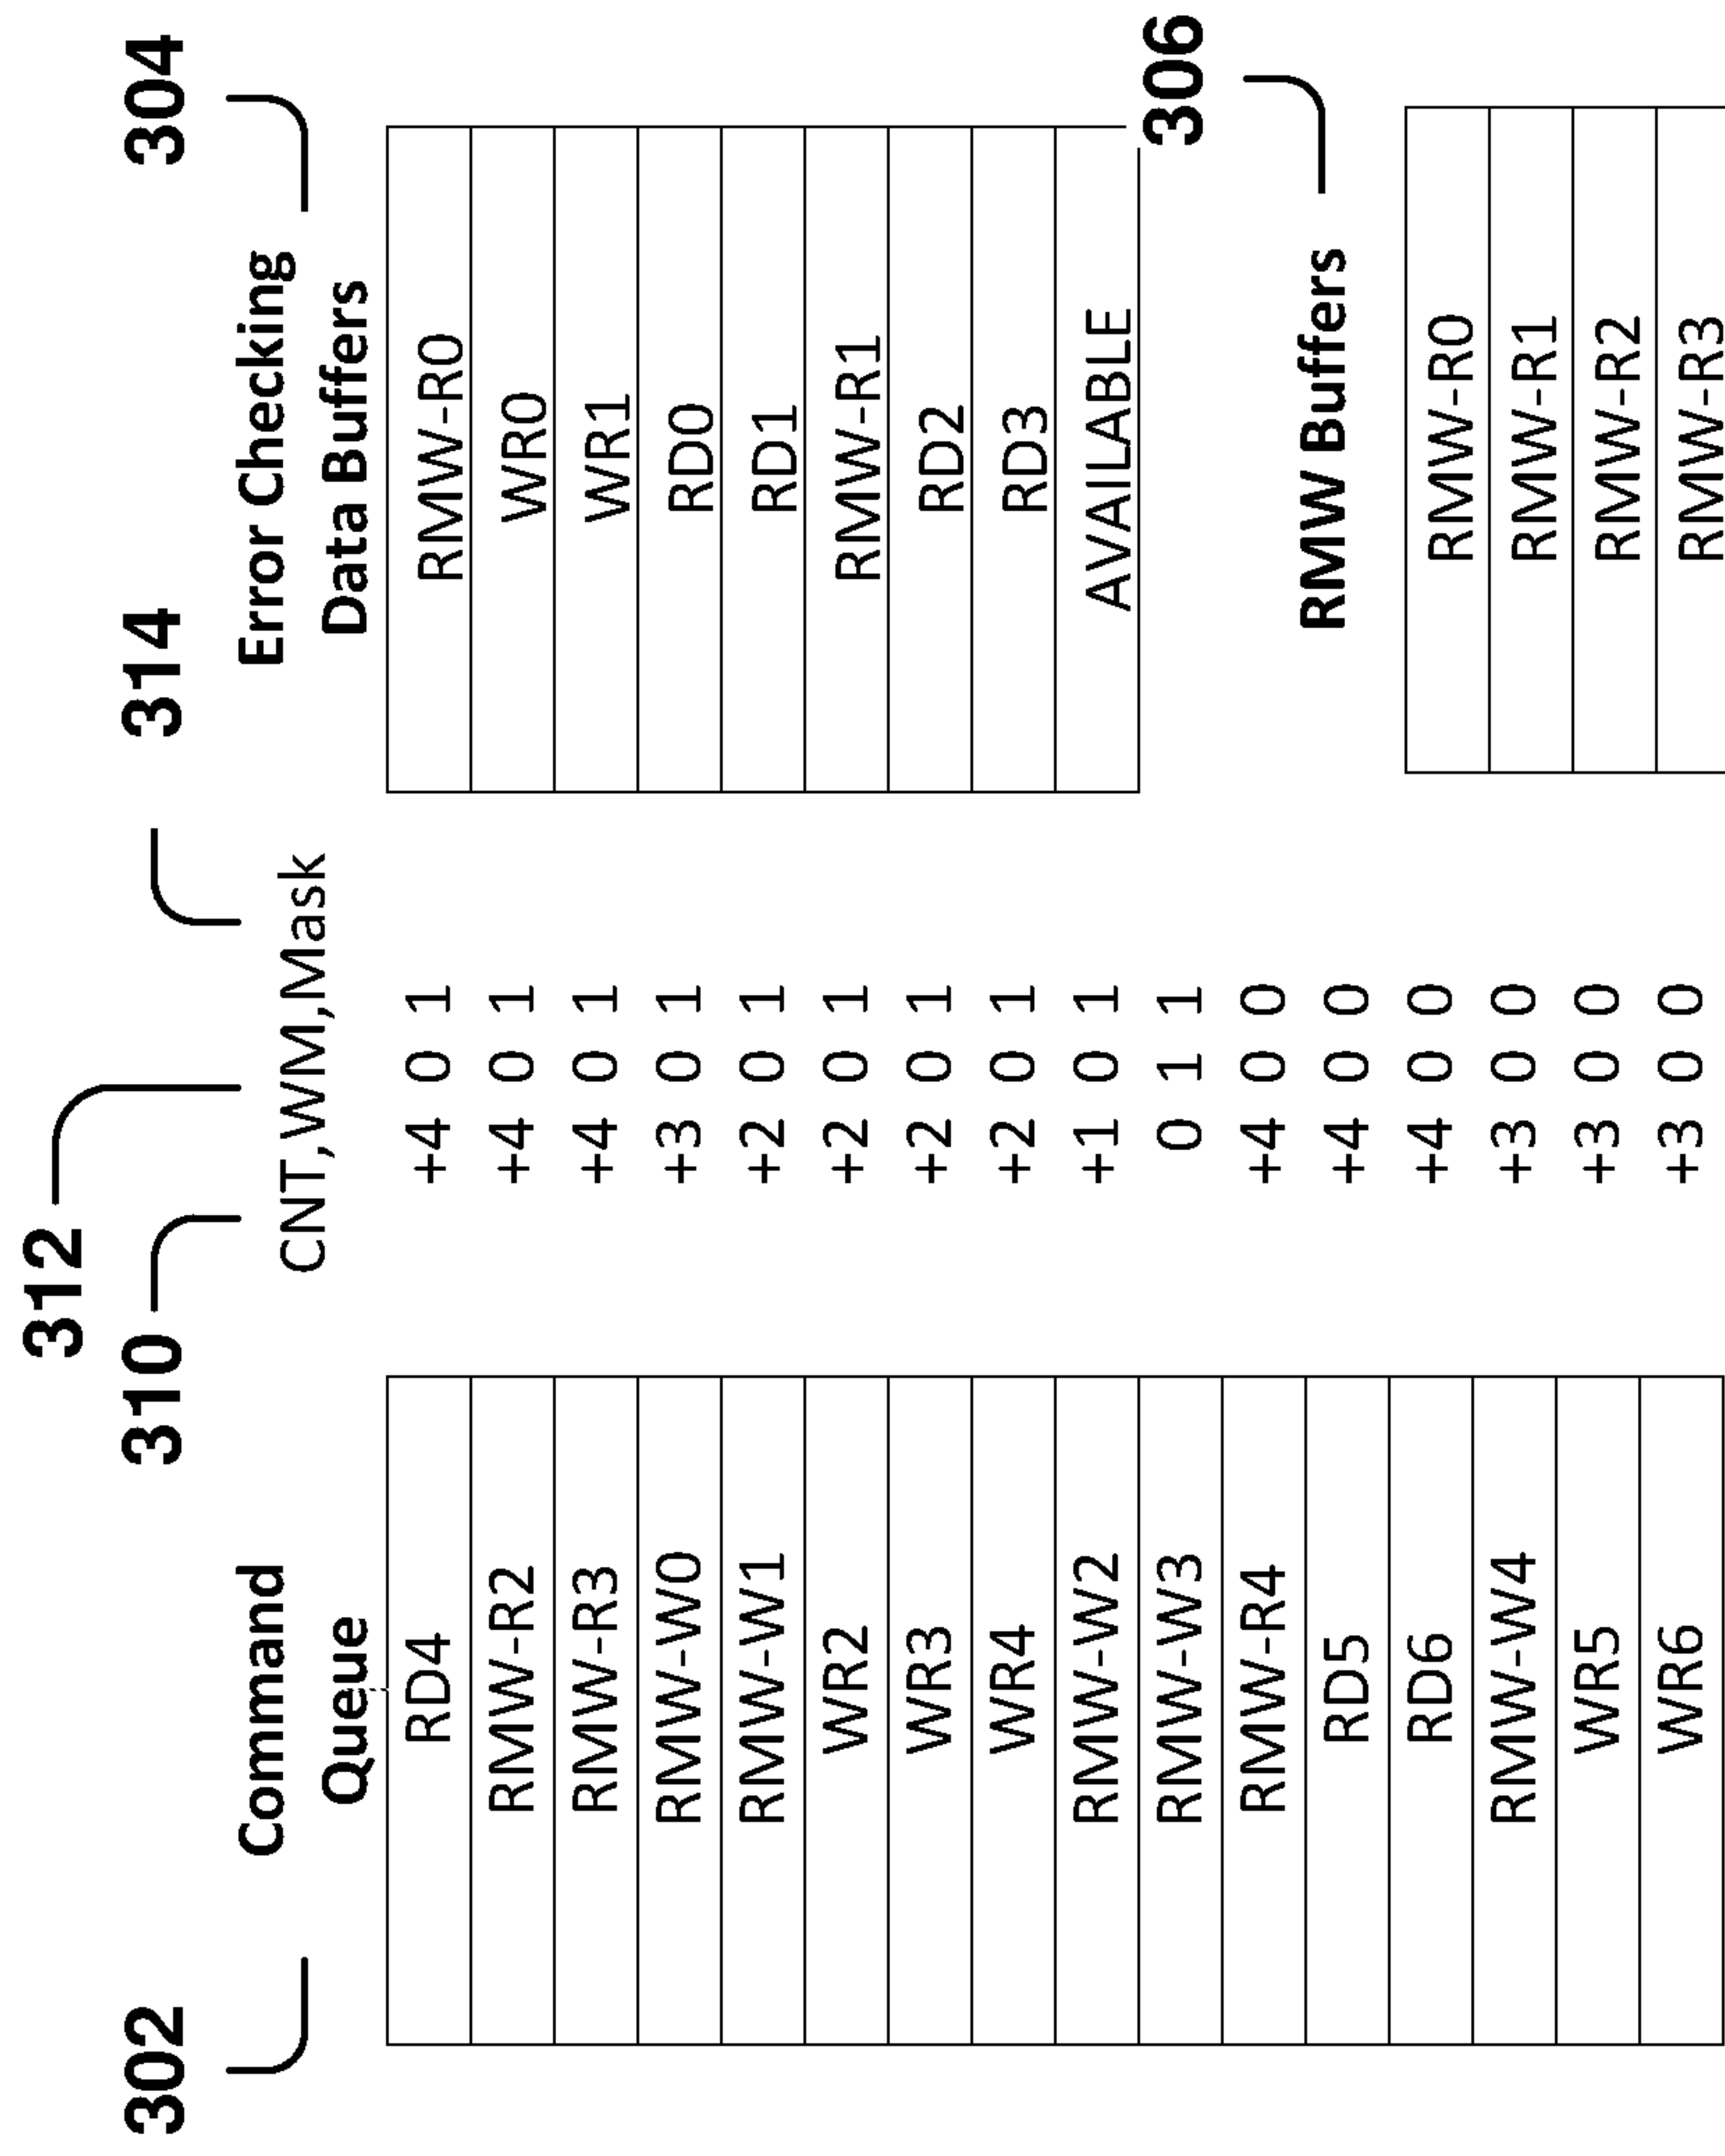 312
310
314
302
304
Command
Queue
CNT,WM,Mask
Error Checking
Data Buffers
RD4 +4 0 1 RMW-R0
RMW-R2 +4 0 1 WR0
RMW-R3 +4 0 1 WR1
RMW-W0 +3 0 1 RD0
RMW-W1 +2 0 1 RD1
WR2 +2 0 1 RMW-R1
WR3 +2 0 1 RD2
WR4 +2 0 1 RD3
RMW-W2 +1 0 1 AVAILABLE
RMW-W3 0 1 1
306
RMW-R4 +4 0 0
RD5 +4 0 0 RMW Buffers
RD6 +4 0 0 RMW-R0
RMW-W4 +3 0 0 RMW-R1
WR5 +3 0 0 RMW-R2
WR6 +3 0 0 RMW-R3